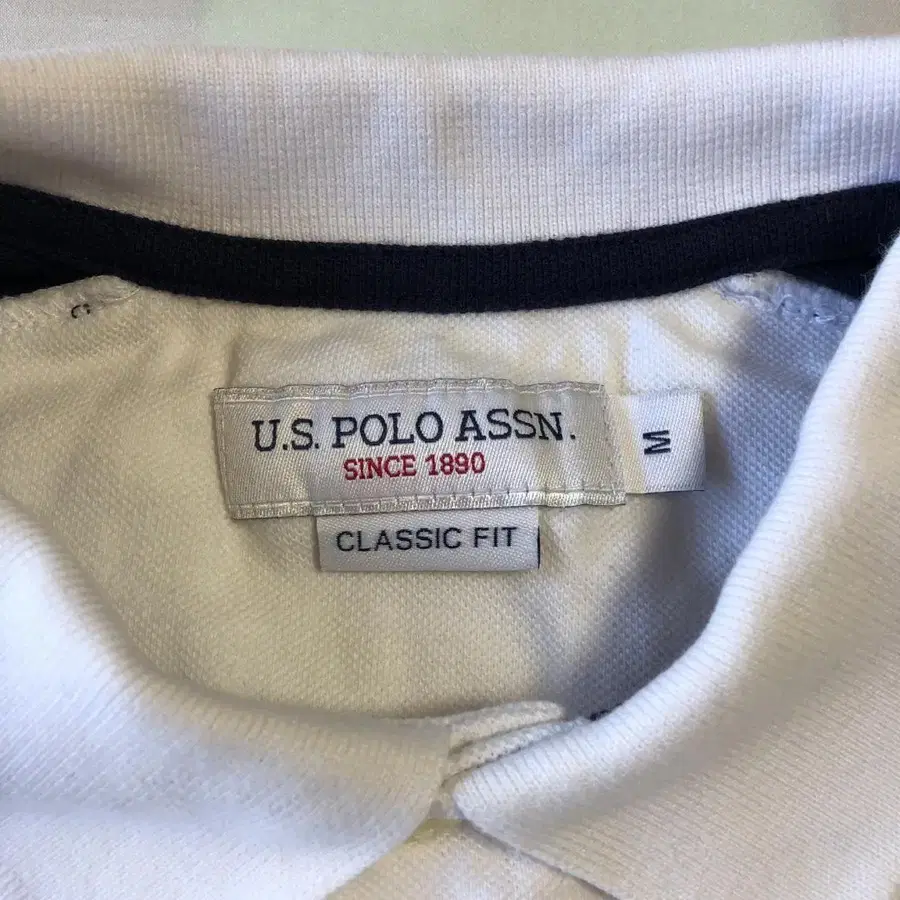 U.S. POLO ASSN.
SINCE 1890
M
CLASSIC FIT